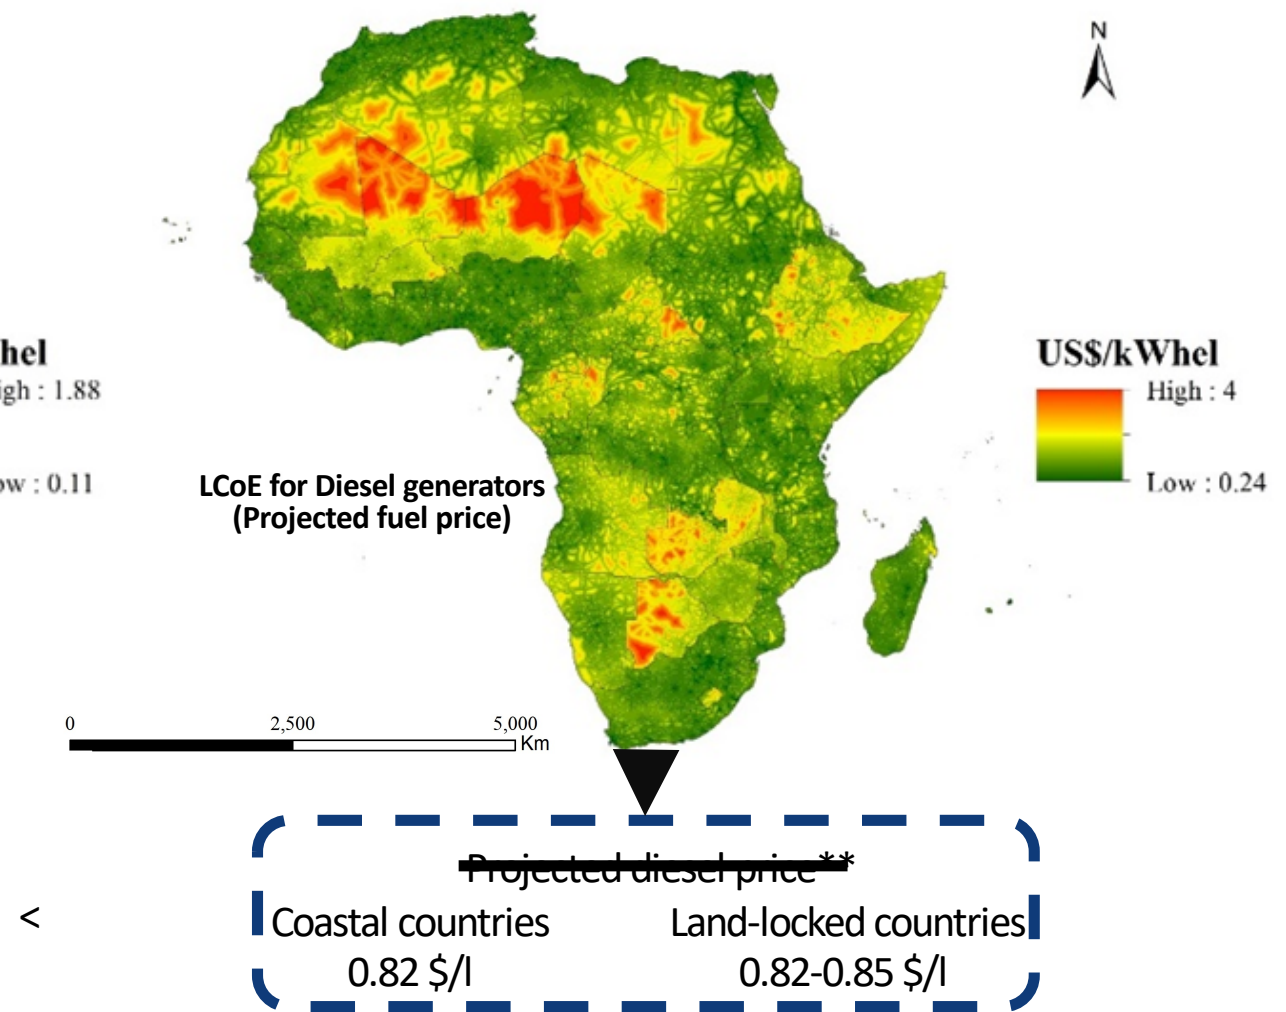 N
hel
igh : 1.88
ow : 0.11
US$/kWhel
High : 4
Low : 0.24
LCoE for Diesel generators
(Projected fuel price)
0 2,500 5,000
Km
Projected diesel price**
<
Coastal countries Land-locked countries
0.82 $/l 0.82-0.85 $/l